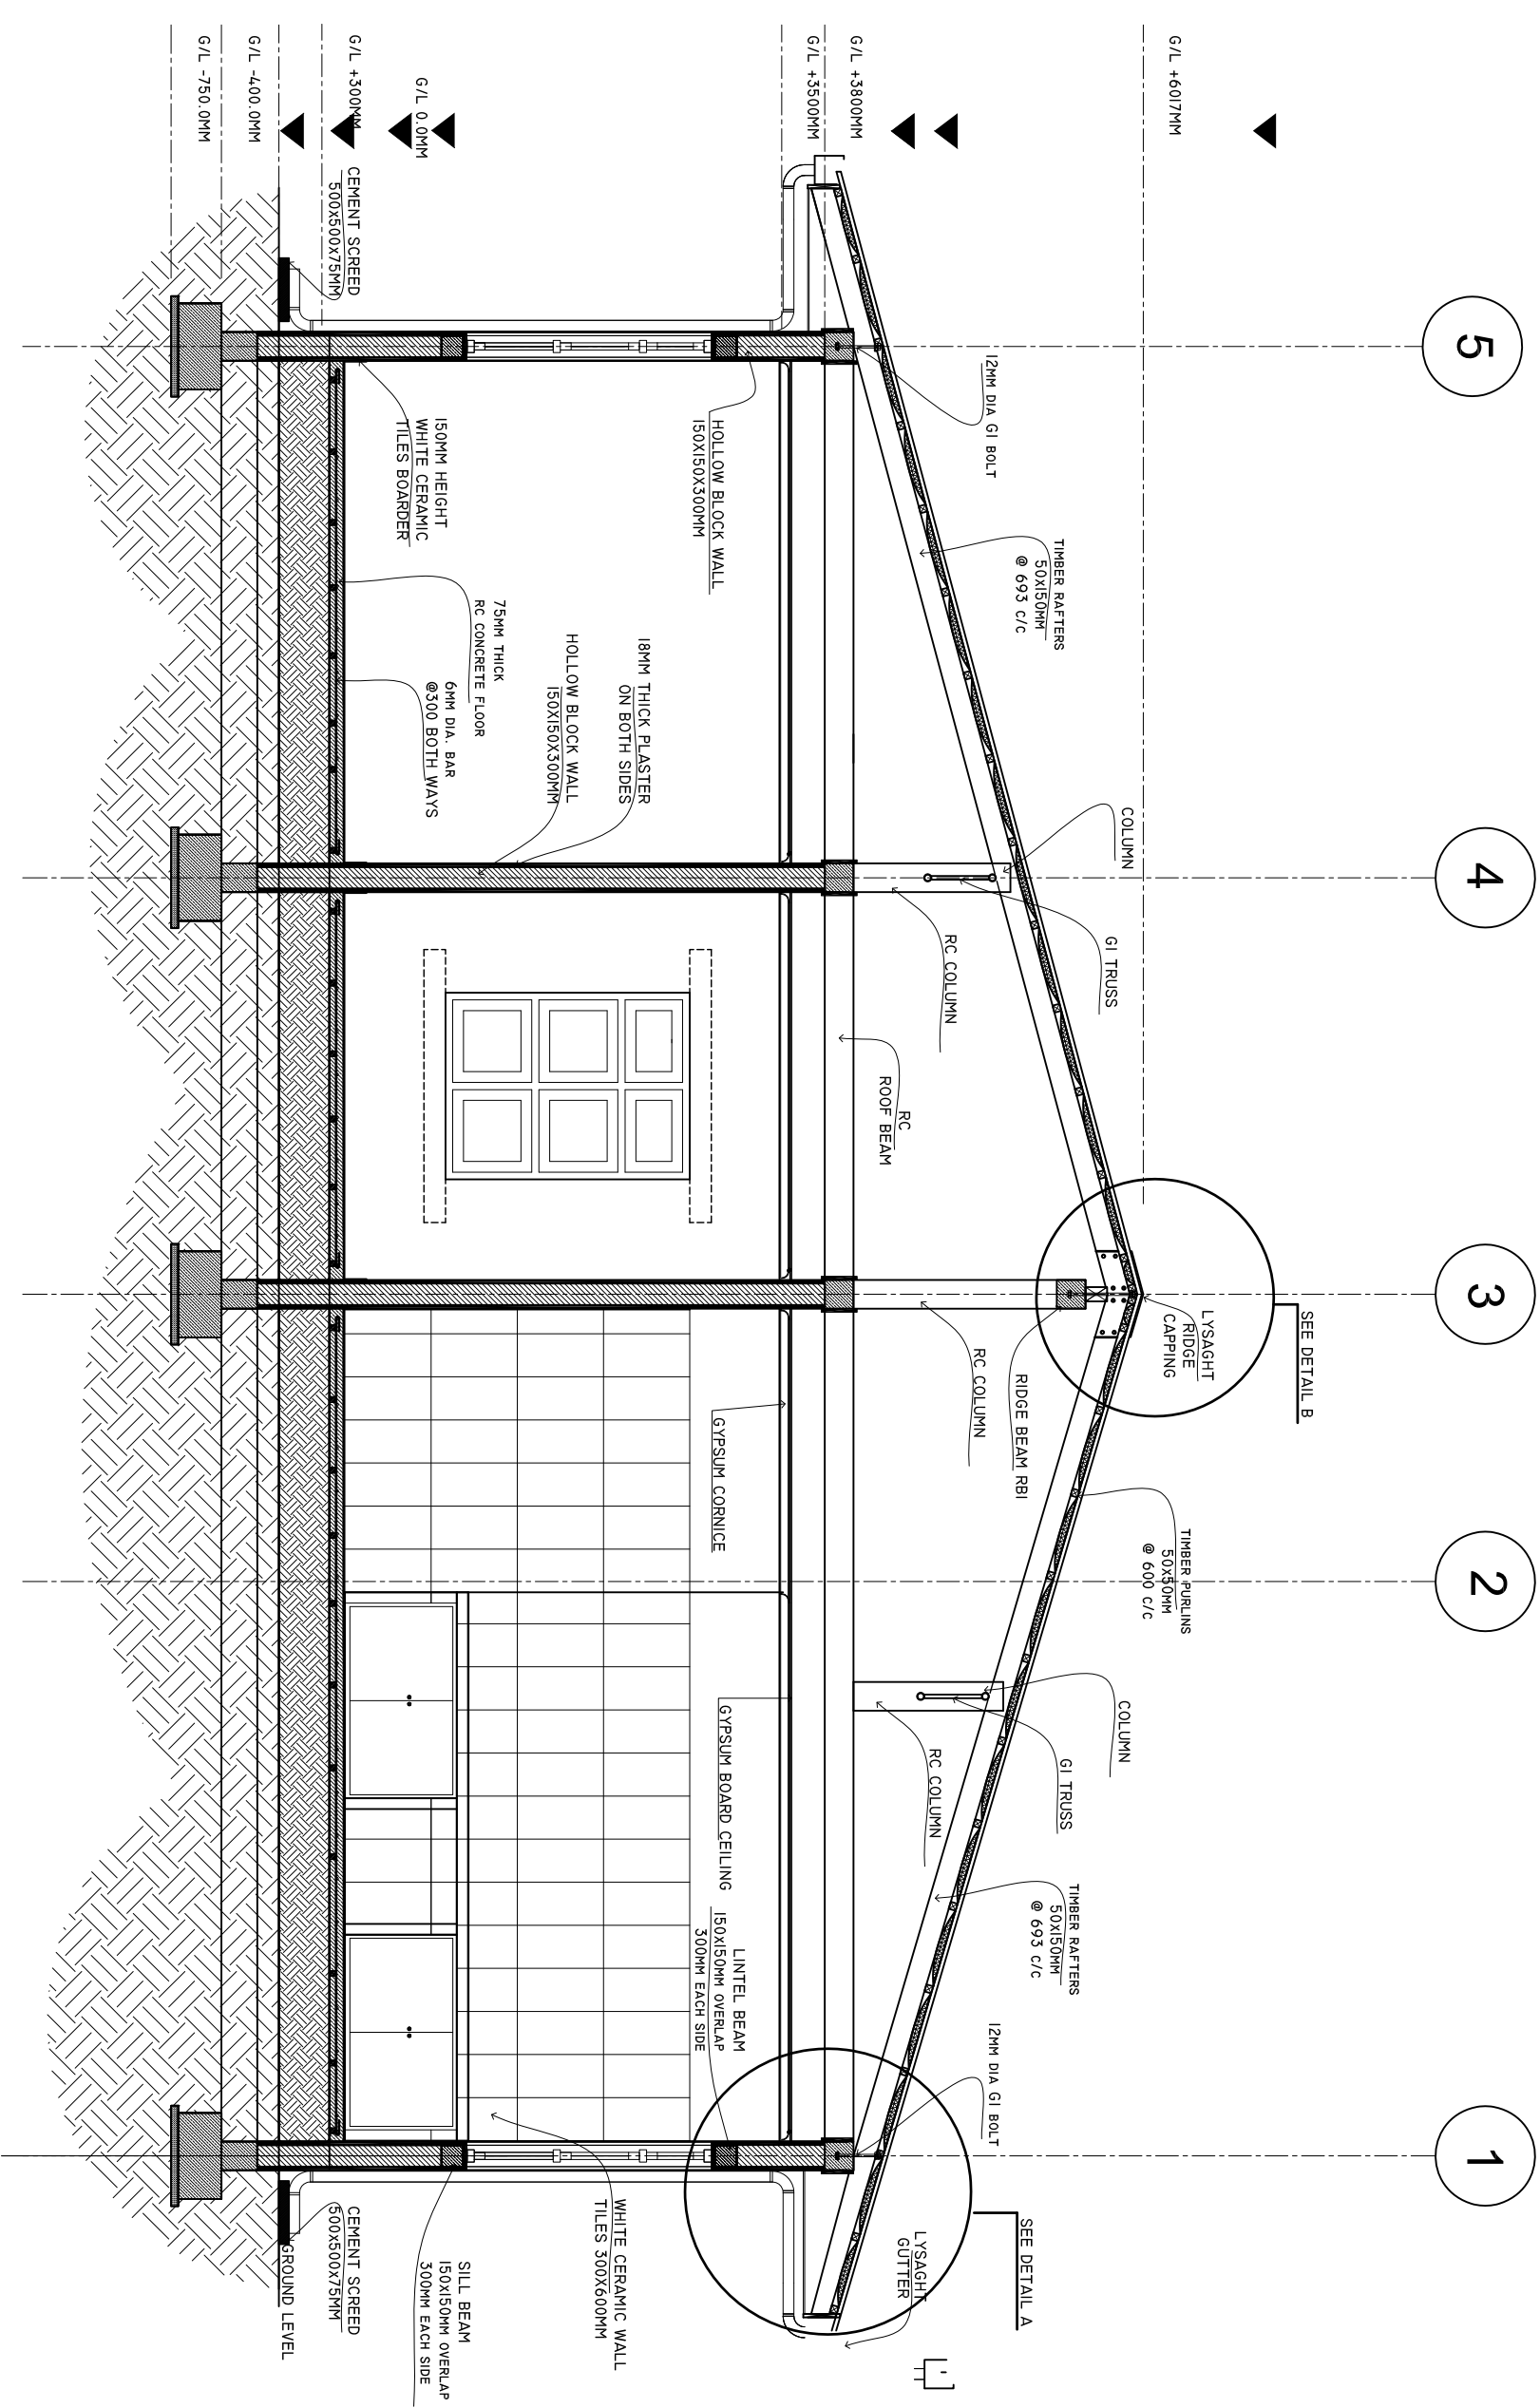 5
4
3
2
1
G/L +6017MM
G/L +3800MM
G/L +3500MM
G/L 0.0MM
G/L +300MM
G/L -400.0MM
G/L -750.0MM
SEE DETAIL B
LYSAGHT
RIDGE
CAPPING
TIMBER PURLINS
50x50MM
@ 600 C/C
COLUMN
GI TRUSS
RC COLUMN
TIMBER RAFTERS
50x150MM
@ 693 C/C
12MM DIA GI BOLT
RC
ROOF BEAM
RC COLUMN
RIDGE BEAM RB1
COLUMN
GI TRUSS
RC COLUMN
TIMBER RAFTERS
50x150MM
@ 693 C/C
12MM DIA GI BOLT
SEE DETAIL A
LYSAGHT
GUTTER
HOLLOW BLOCK WALL
150X150X300MM
18MM THICK PLASTER
ON BOTH SIDES
HOLLOW BLOCK WALL
150X150X300MM
GYPSUM CORNICE
GYPSUM BOARD CEILING
LINTEL BEAM
150x150MM OVERLAP
300MM EACH SIDE
WHITE CERAMIC WALL
TILES 300X600MM
150MM HEIGHT
WHITE CERAMIC
TILES BOARDER
75MM THICK
RC CONCRETE FLOOR
6MM DIA. BAR
@300 BOTH WAYS
SILL BEAM
150x150MM OVERLAP
300MM EACH SIDE
CEMENT SCREED
500x500x75MM
CEMENT SCREED
500x500x75MM
GROUND LEVEL